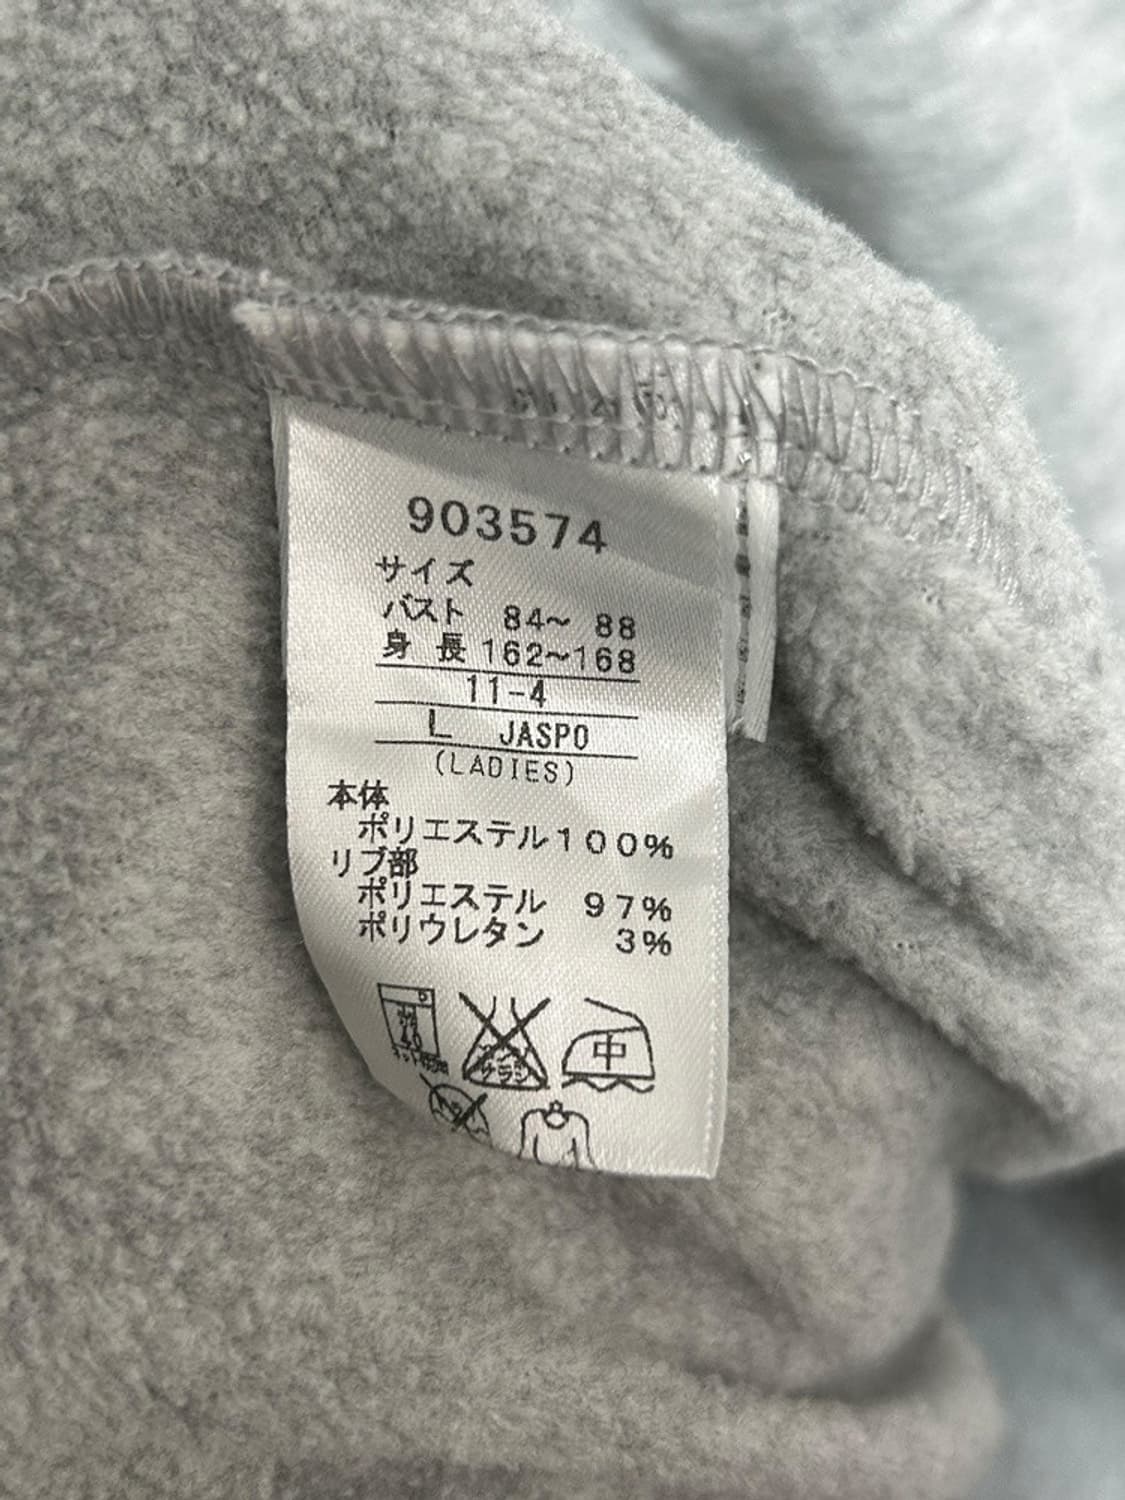 903574
サイズ
バスト 84～ 88
身 長 162～168
11-4
L JASPO
(LADIES)
本体
ポリエステル100%
リブ部
ポリエステル 97%
ポリウレタン 3%
40
中